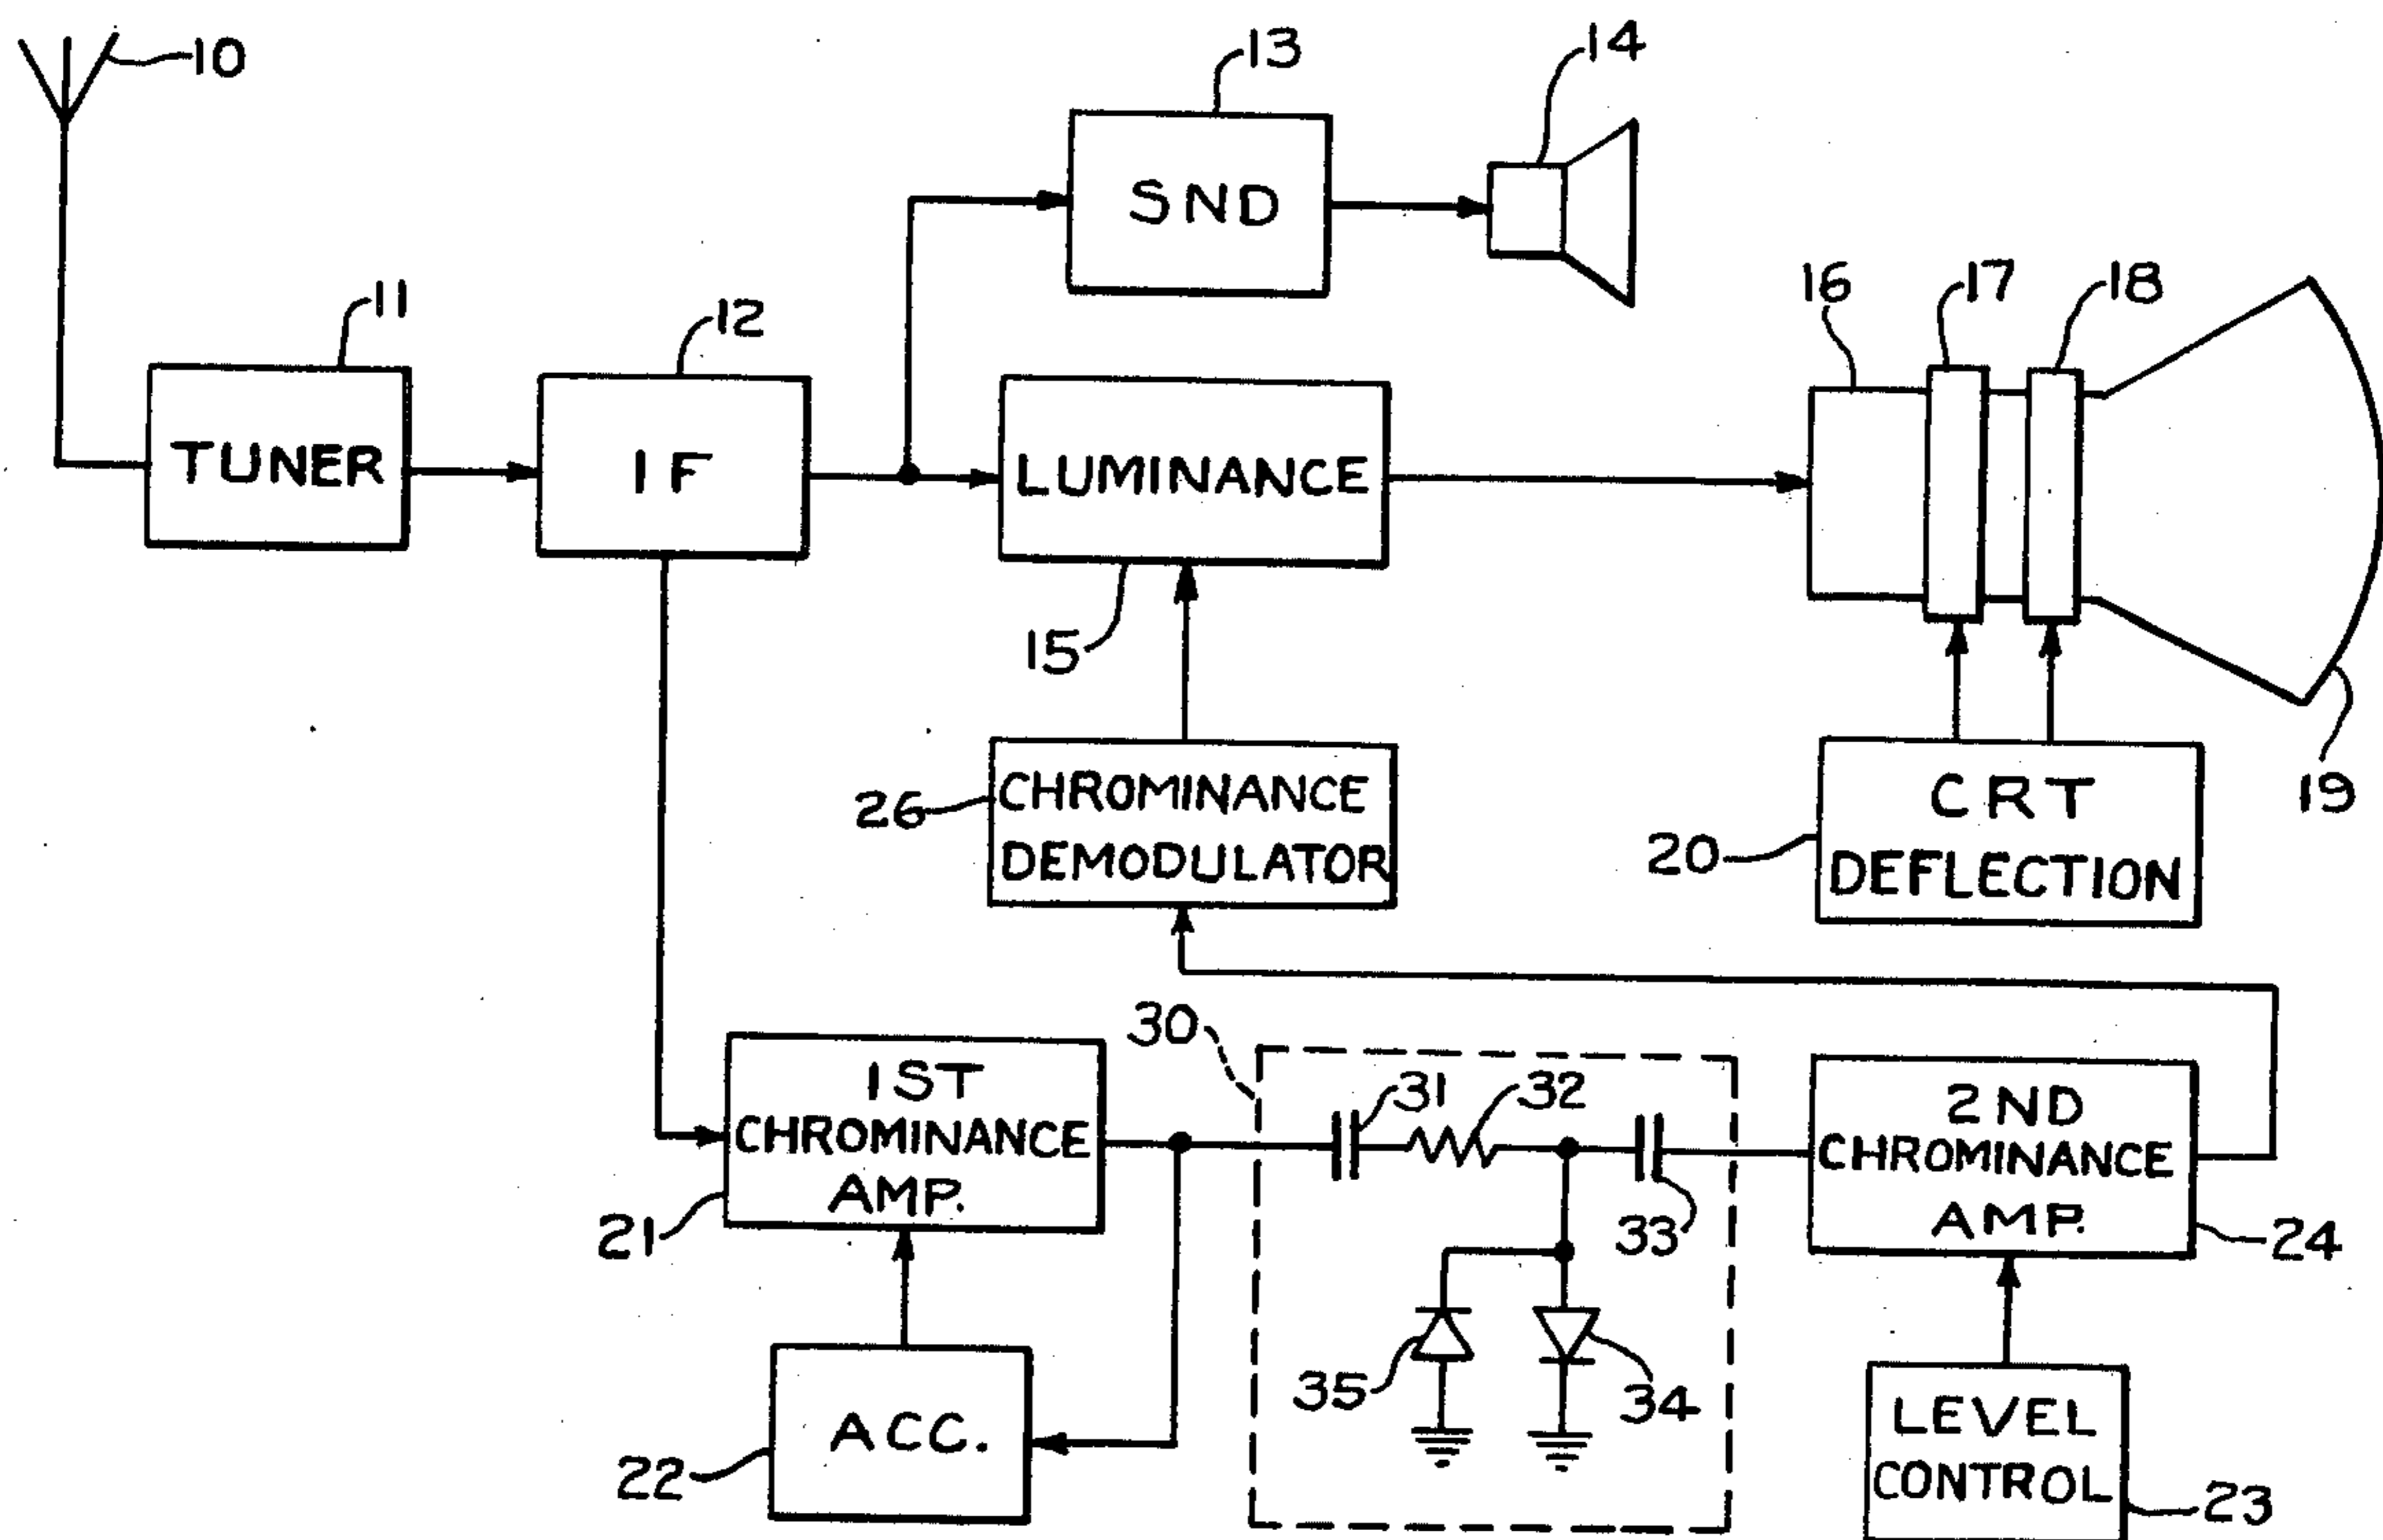 10
13
14
SND
11
12
16
17
18
TUNER
IF
LUMINANCE
15
19
26
CHROMINANCE
DEMODULATOR
20
CRT
DEFLECTION
30
1ST
CHROMINANCE
AMP.
21
31
32
33
2ND
CHROMINANCE
AMP.
24
35
34
22
ACC.
LEVEL
CONTROL
23